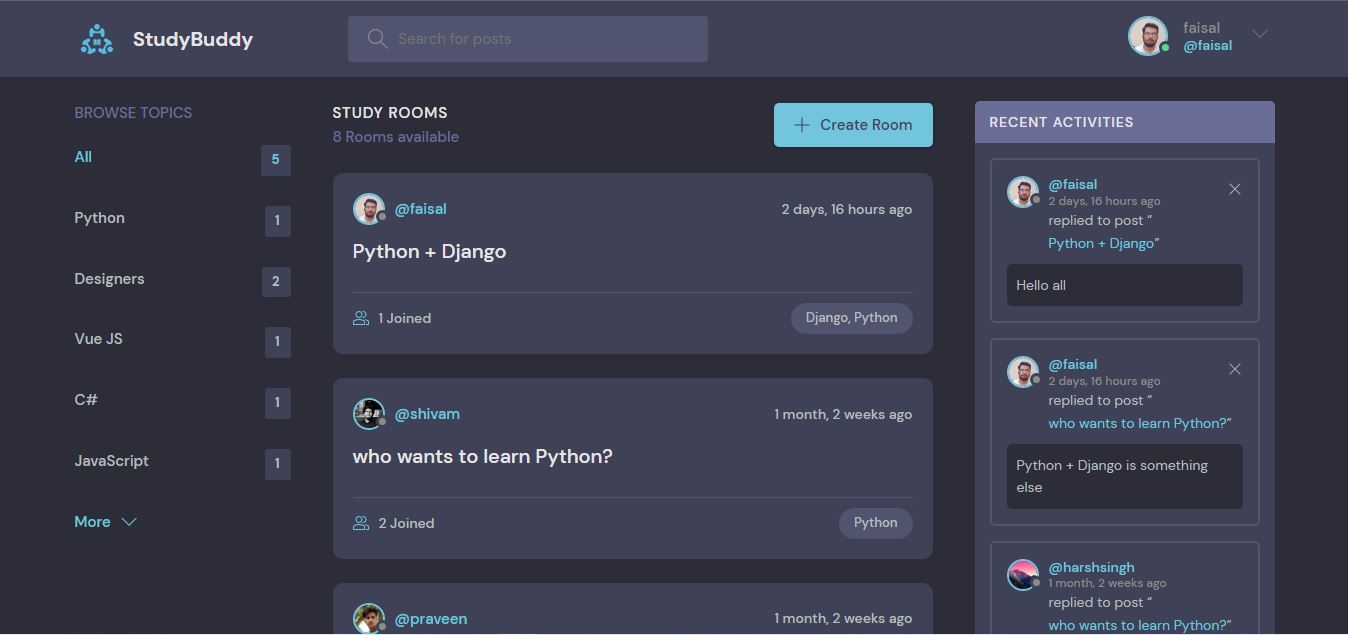 StudyBuddy
Search for posts
faisal
@faisal
BROWSE TOPICS
All 5
Python 1
Designers 2
Vue JS 1
C# 1
JavaScript 1
More
STUDY ROOMS
8 Rooms available
Create Room
@faisal 2 days, 16 hours ago
Python + Django
1 Joined Django, Python
@shivam 1 month, 2 weeks ago
who wants to learn Python?
2 Joined Python
@praveen 1 month, 2 weeks ago
RECENT ACTIVITIES
@faisal
2 days, 16 hours ago
replied to post “
Python + Django”
Hello all
@faisal
2 days, 16 hours ago
replied to post “
who wants to learn Python?”
Python + Django is something
else
@harshsingh
1 month, 2 weeks ago
replied to post “
who wants to learn Python?”